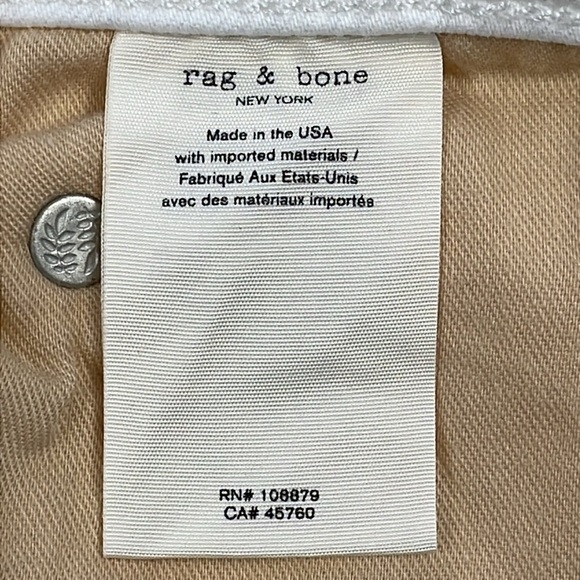 rag & bone
NEW YORK
Made in the USA
with imported materials /
Fabriqué Aux Etats-Unis
avec des matériaux importés
RN# 108879
CA# 45760